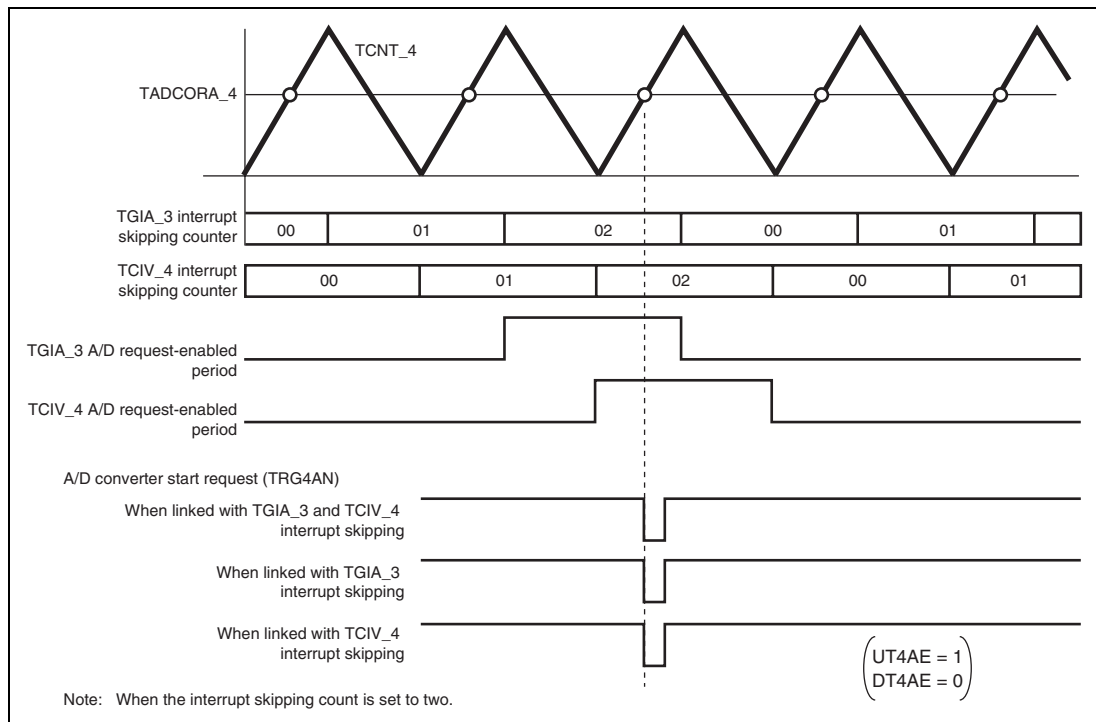 TCNT_4
TADCORA_4
TGIA_3 interrupt
skipping counter
00 01 02 00 01
TCIV_4 interrupt
skipping counter
00 01 02 00 01
TGIA_3 A/D request-enabled
period
TCIV_4 A/D request-enabled
period
A/D converter start request (TRG4AN)
When linked with TGIA_3 and TCIV_4
interrupt skipping
When linked with TGIA_3
interrupt skipping
When linked with TCIV_4
interrupt skipping
UT4AE = 1
DT4AE = 0
Note: When the interrupt skipping count is set to two.